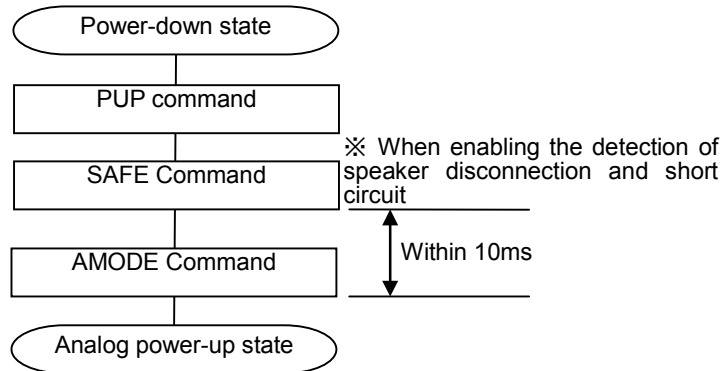 Power-down state
PUP command
※ When enabling the detection of
speaker disconnection and short
circuit
SAFE Command
Within 10ms
AMODE Command
Analog power-up state